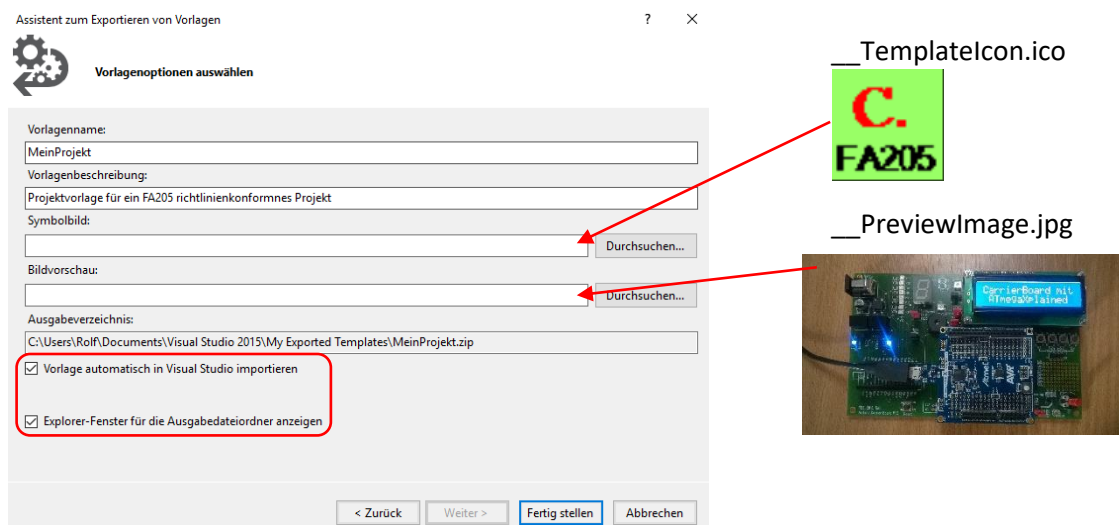 Assistent zum Exportieren von Vorlagen
Vorlagenoptionen auswählen
Vorlagenname:
MeinProjekt
Vorlagenbeschreibung:
Projektvorlage für ein FA205 richtlinienkonformnes Projekt
Symbolbild:
Durchsuchen...
Bildvorschau:
Durchsuchen...
Ausgabeverzeichnis:
C:\Users\Rolf\Documents\Visual Studio 2015\My Exported Templates\MeinProjekt.zip
Vorlage automatisch in Visual Studio importieren
Explorer-Fenster für die Ausgabedateiordner anzeigen
< Zurück
Weiter >
Fertig stellen
Abbrechen
__TemplateIcon.ico
C.
FA205
__PreviewImage.jpg
CarrierBoard mit
ATmegaXplained
Atmel
AVR